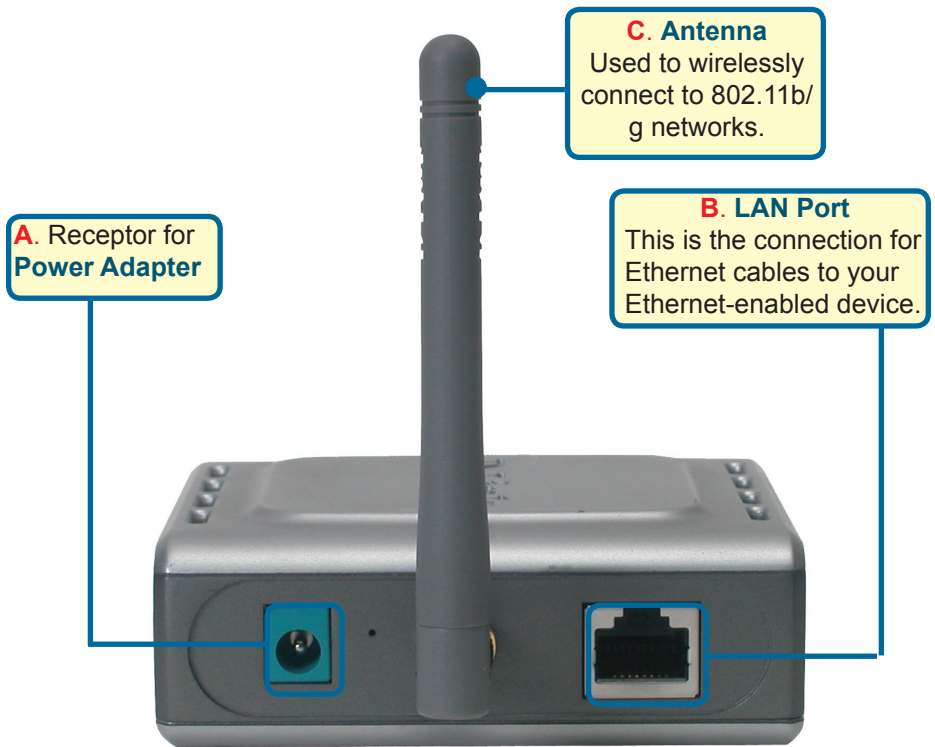 C. Antenna
Used to wirelessly
connect to 802.11b/
g networks.
A. Receptor for
Power Adapter
B. LAN Port
This is the connection for
Ethernet cables to your
Ethernet-enabled device.